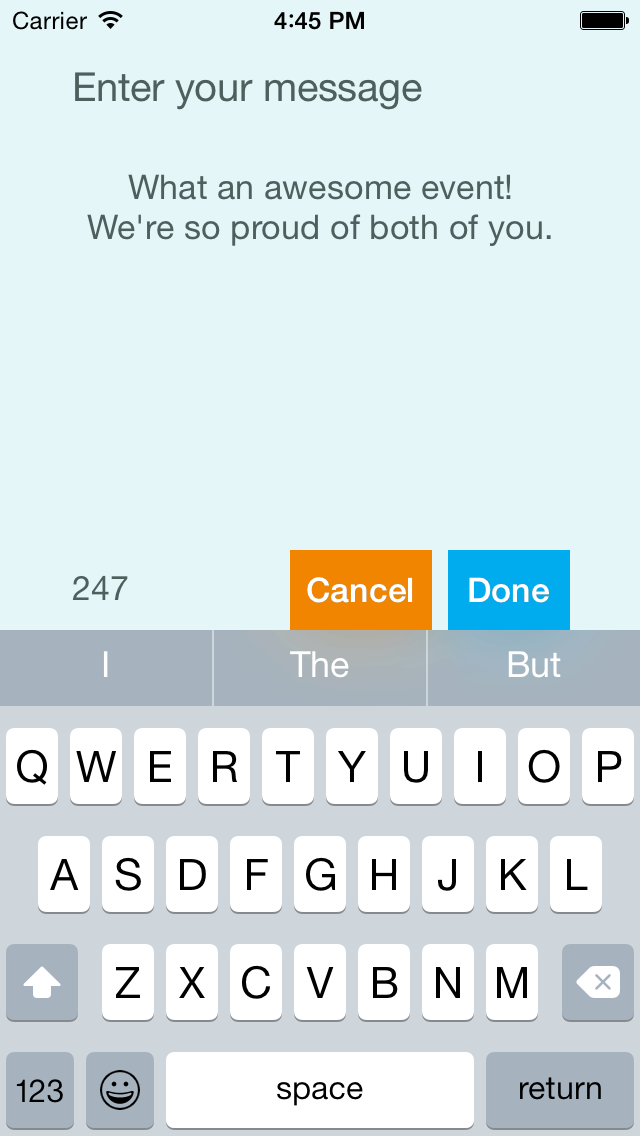 Carrier 4:45 PM
Enter your message
What an awesome event!
We're so proud of both of you.
247 Cancel Done
I The But
Q W E R T Y U I O P
A S D F G H J K L
Z X C V B N M
123 space return